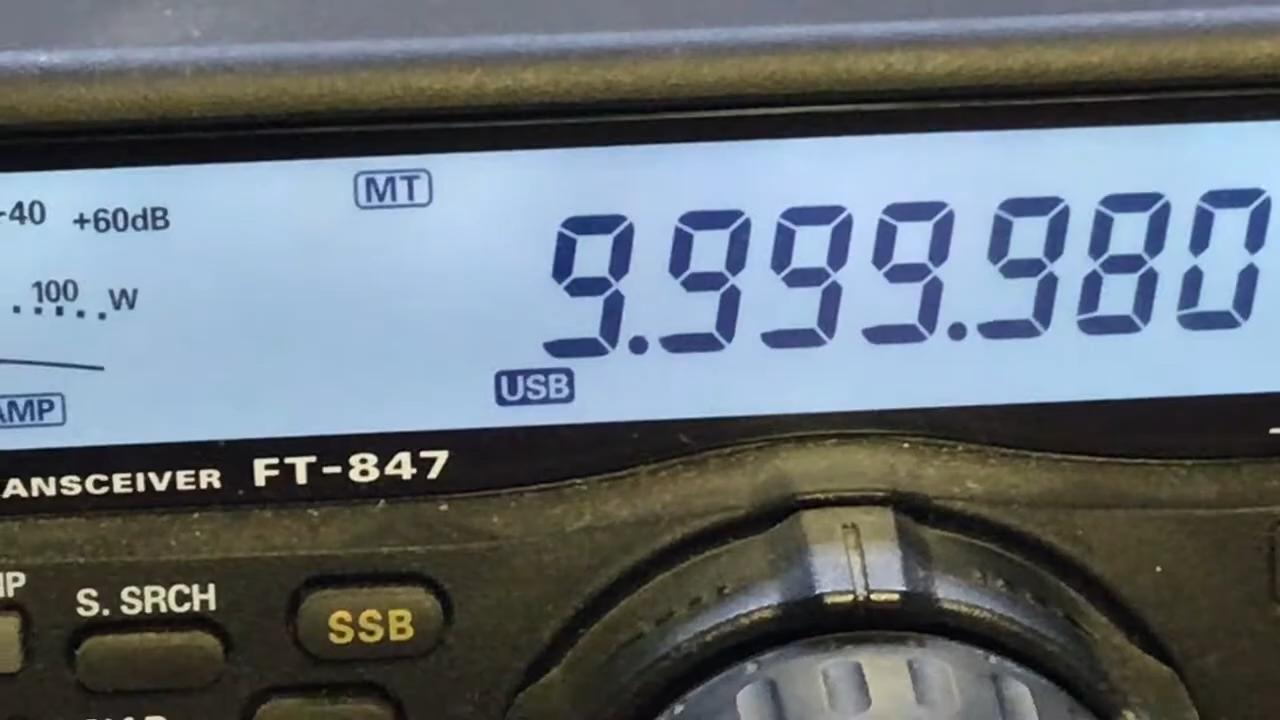 MT
-40 +60dB
9.999.980
100 W
USB
AMP
ANSCEIVER FT-847
S. SRCH
SSB